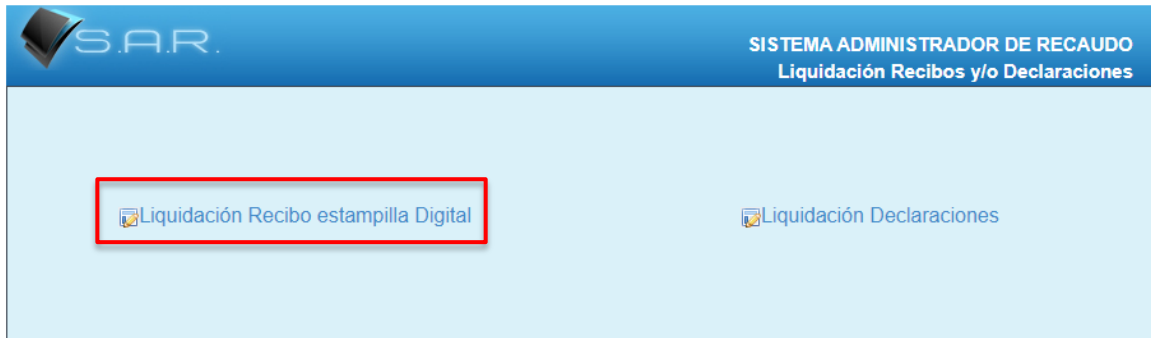 S.A.R.
SISTEMA ADMINISTRADOR DE RECAUDO
Liquidación Recibos y/o Declaraciones
Liquidación Recibo estampilla Digital
Liquidación Declaraciones